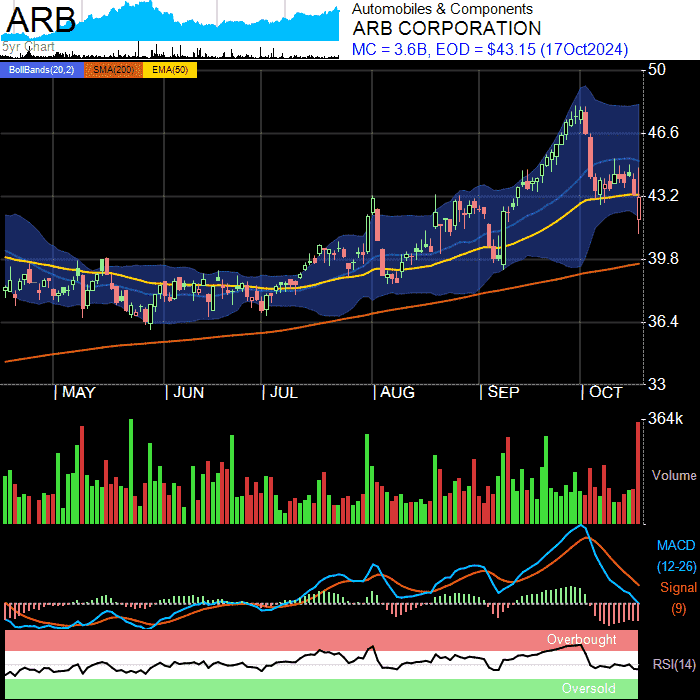 ARB
5yr Chart
Automobiles & Components
ARB CORPORATION
MC = 3.6B, EOD = $43.15 (17Oct2024)
BollBands(20,2) SMA(200) EMA(50)
50
46.6
43.2
39.8
36.4
33
| MAY | JUN | JUL | AUG | SEP | OCT
364k
Volume
MACD
(12-26)
Signal
(9)
Overbought
RSI(14)
Oversold